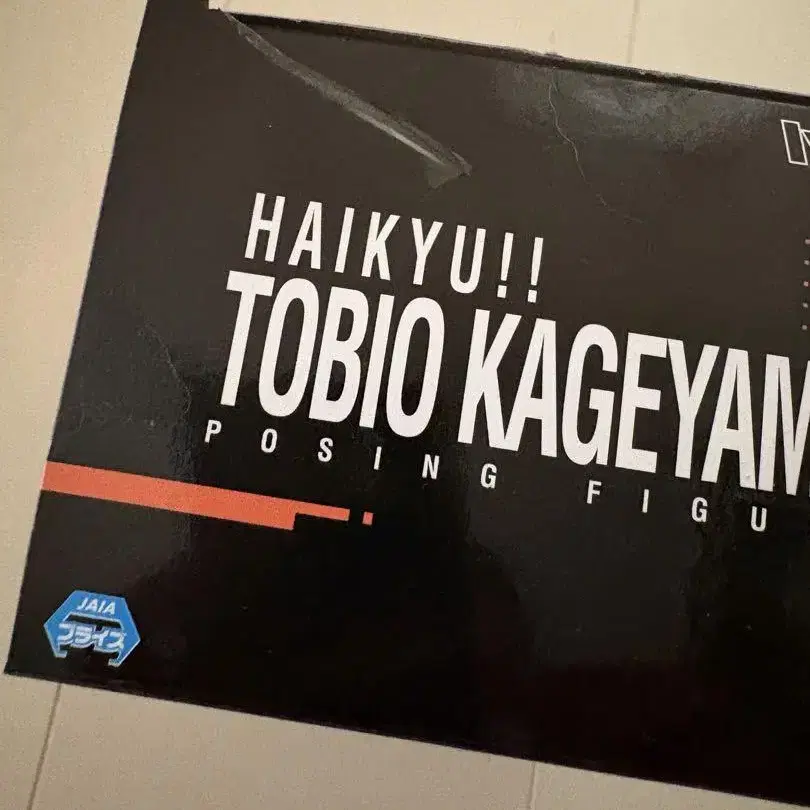 HAIKYU!!
TOBIO KAGEYAM
POSING FIGU
JAIA
プライズ